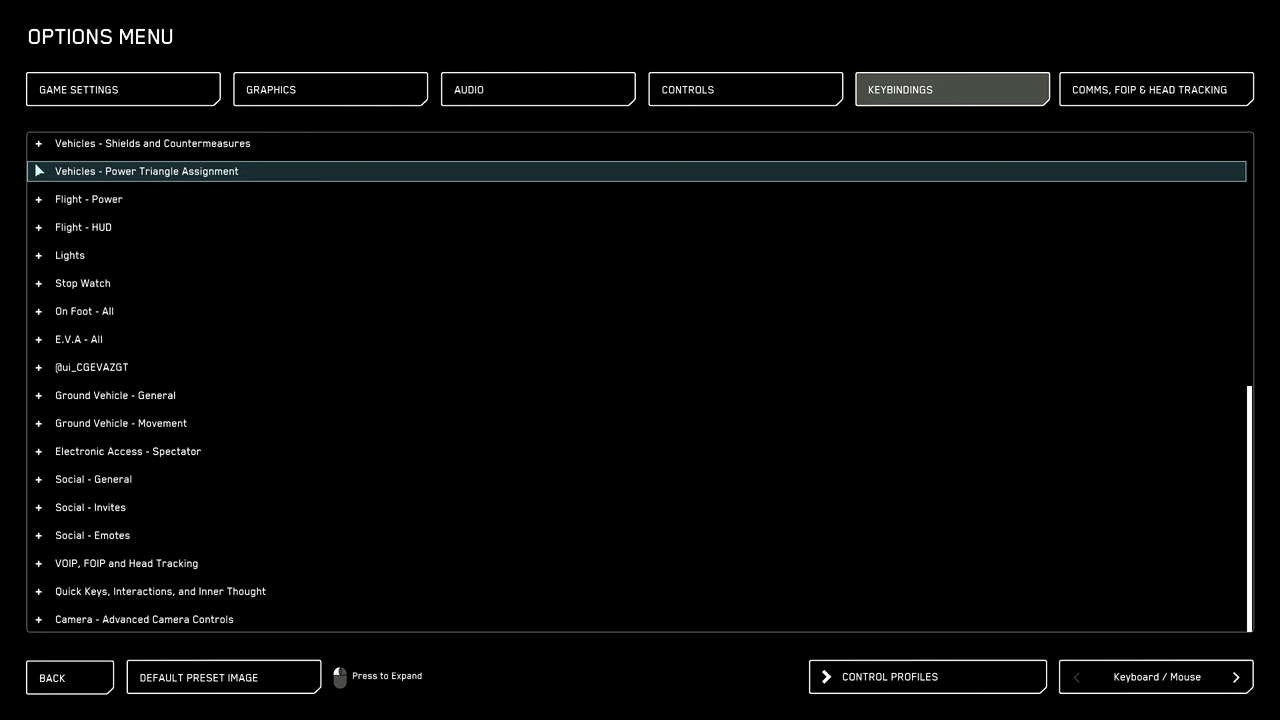 OPTIONS MENU
GAME SETTINGS
GRAPHICS
AUDIO
CONTROLS
KEYBINDINGS
COMMS, FOIP & HEAD TRACKING
+ Vehicles - Shields and Countermeasures
Vehicles - Power Triangle Assignment
+ Flight - Power
+ Flight - HUD
+ Lights
+ Stop Watch
+ On Foot - All
+ E.V.A - All
+ @ui_CGEVAZGT
+ Ground Vehicle - General
+ Ground Vehicle - Movement
+ Electronic Access - Spectator
+ Social - General
+ Social - Invites
+ Social - Emotes
+ VOIP, FOIP and Head Tracking
+ Quick Keys, Interactions, and Inner Thought
+ Camera - Advanced Camera Controls
BACK
DEFAULT PRESET IMAGE
Press to Expand
CONTROL PROFILES
Keyboard / Mouse